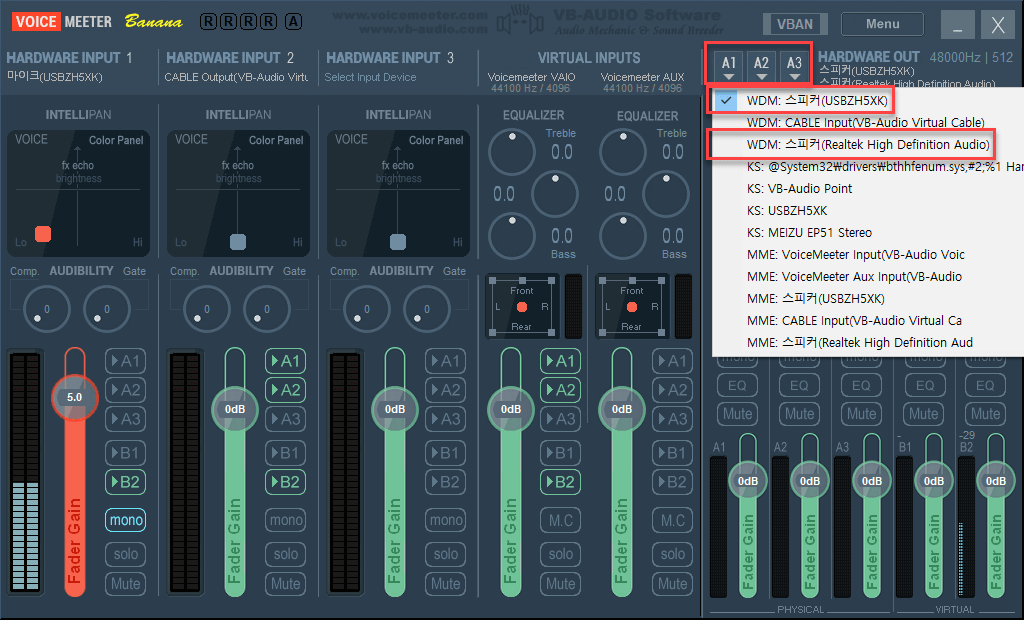 VOICE MEETER Banana R R R R A www.voicemeeter.com www.vb-audio.com VB-AUDIO Software Audio Mechanic & Sound Breeder VBAN Menu _ X
HARDWARE INPUT 1
마이크(USBZH5XK)
HARDWARE INPUT 2
CABLE Output(VB-Audio Virtu
HARDWARE INPUT 3
Select Input Device
VIRTUAL INPUTS
Voicemeeter VAIO
44100 Hz / 4096
Voicemeeter AUX
44100 Hz / 4096
A1 A2 A3
HARDWARE OUT 48000Hz | 512
스피커(USBZH5XK)
스피커(Realtek High Definition Audio)
✓ WDM: 스피커(USBZH5XK)
WDM: CABLE Input(VB-Audio Virtual Cable)
WDM: 스피커(Realtek High Definition Audio)
KS: @System32₩drivers₩bthhfenum.sys,#2;%1 Har
KS: VB-Audio Point
KS: USBZH5XK
KS: MEIZU EP51 Stereo
MME: VoiceMeeter Input(VB-Audio Voic
MME: VoiceMeeter Aux Input(VB-Audio
MME: 스피커(USBZH5XK)
MME: CABLE Input(VB-Audio Virtual Ca
MME: 스피커(Realtek High Definition Aud
INTELLIPAN INTELLIPAN INTELLIPAN EQUALIZER EQUALIZER
VOICE Color Panel VOICE Color Panel VOICE Color Panel Treble Treble
fx echo fx echo fx echo 0.0 0.0
brightness brightness brightness
0.0 0.0
Lo Hi Lo Hi Lo Hi 0.0 0.0
Bass Bass
Comp. AUDIBILITY Gate Comp. AUDIBILITY Gate Comp. AUDIBILITY Gate
0 0 0 0 0 0
Front Front
L R L R
Rear Rear
A1 A1 A1 A1 A1 mono mono mono mono mono
A2 A2 A2 A2 A2 EQ EQ EQ EQ EQ
5.0 0dB 0dB 0dB 0dB
A3 A3 A3 A3 A3 Mute Mute Mute Mute Mute
- -29
B1 B1 B1 B1 B1 A1 A2 A3 B1 B2
B2 B2 B2 B2 B2 0dB 0dB 0dB 0dB 0dB
mono mono mono M.C M.C
solo solo solo solo solo
Mute Mute Mute Mute Mute
Fader Gain Fader Gain Fader Gain Fader Gain Fader Gain Fader Gain Fader Gain Fader Gain Fader Gain Fader Gain
PHYSICAL VIRTUAL